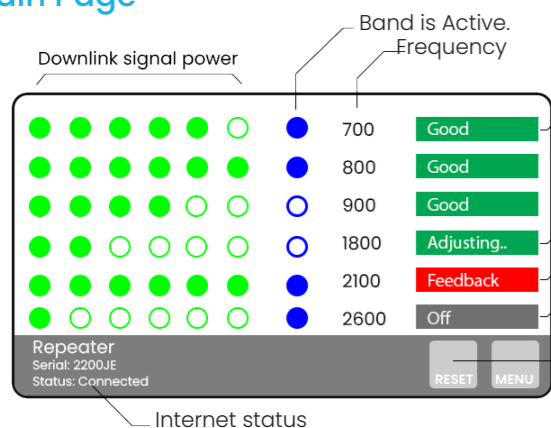 Page
Band is Active.
Frequency
Downlink signal power
700 Good
800 Good
900 Good
1800 Adjusting..
2100 Feedback
2600 Off
Repeater
Serial: 2200JE
Status: Connected
RESET MENU
Internet status